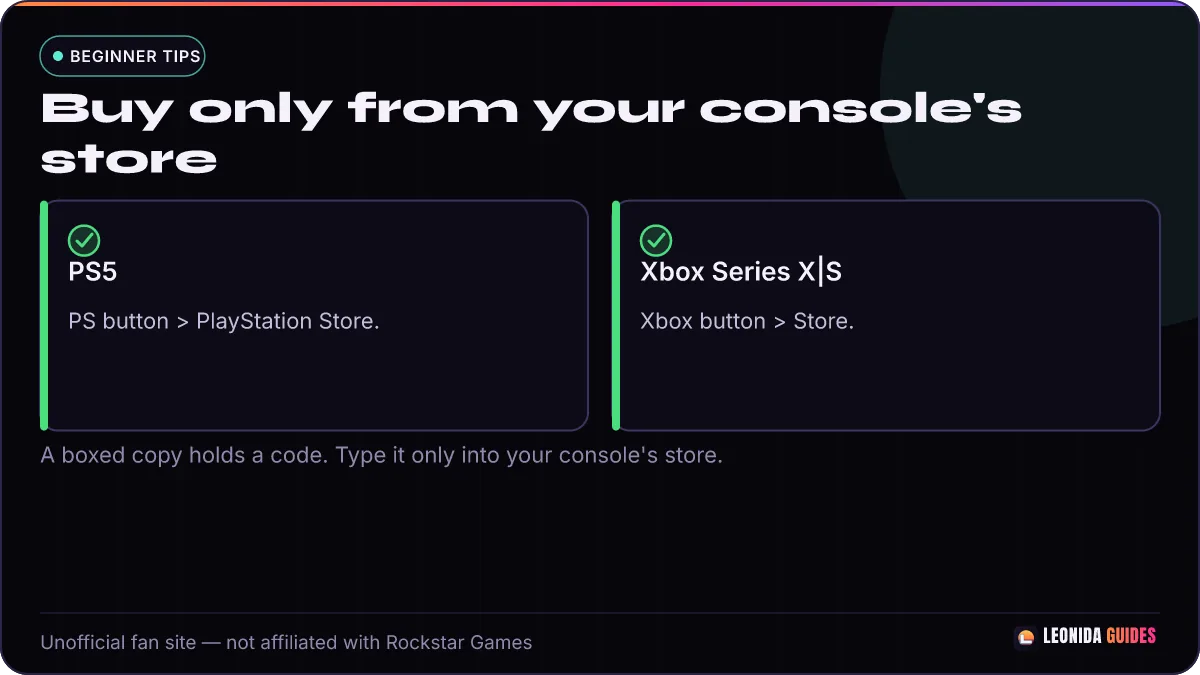 BEGINNER TIPS
Buy only from your console's
store
PS5
PS button > PlayStation Store.
Xbox Series X|S
Xbox button > Store.
A boxed copy holds a code. Type it only into your console's store.
Unofficial fan site — not affiliated with Rockstar Games
LEONIDA GUIDES